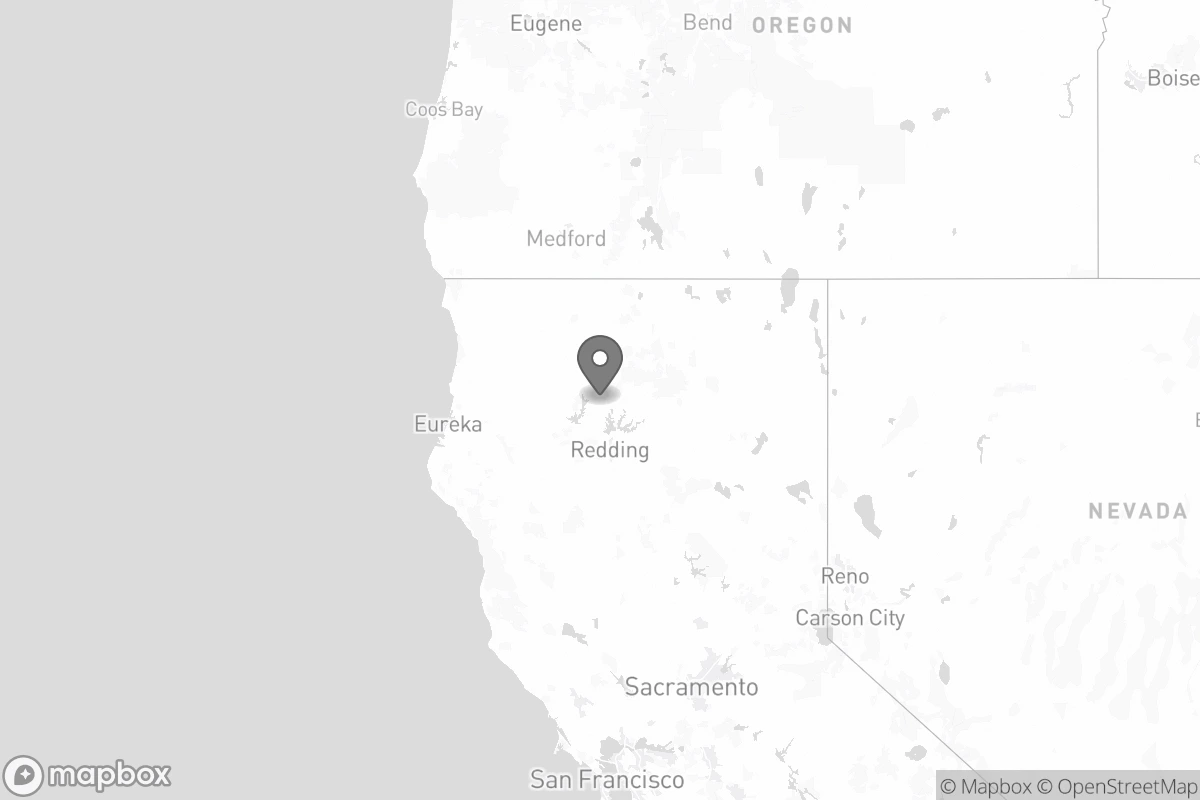 Eugene
Bend
OREGON
Boise
Coos Bay
Medford
Eureka
Redding
NEVADA
Reno
Carson City
Sacramento
San Francisco
mapbox
© Mapbox © OpenStreetMap